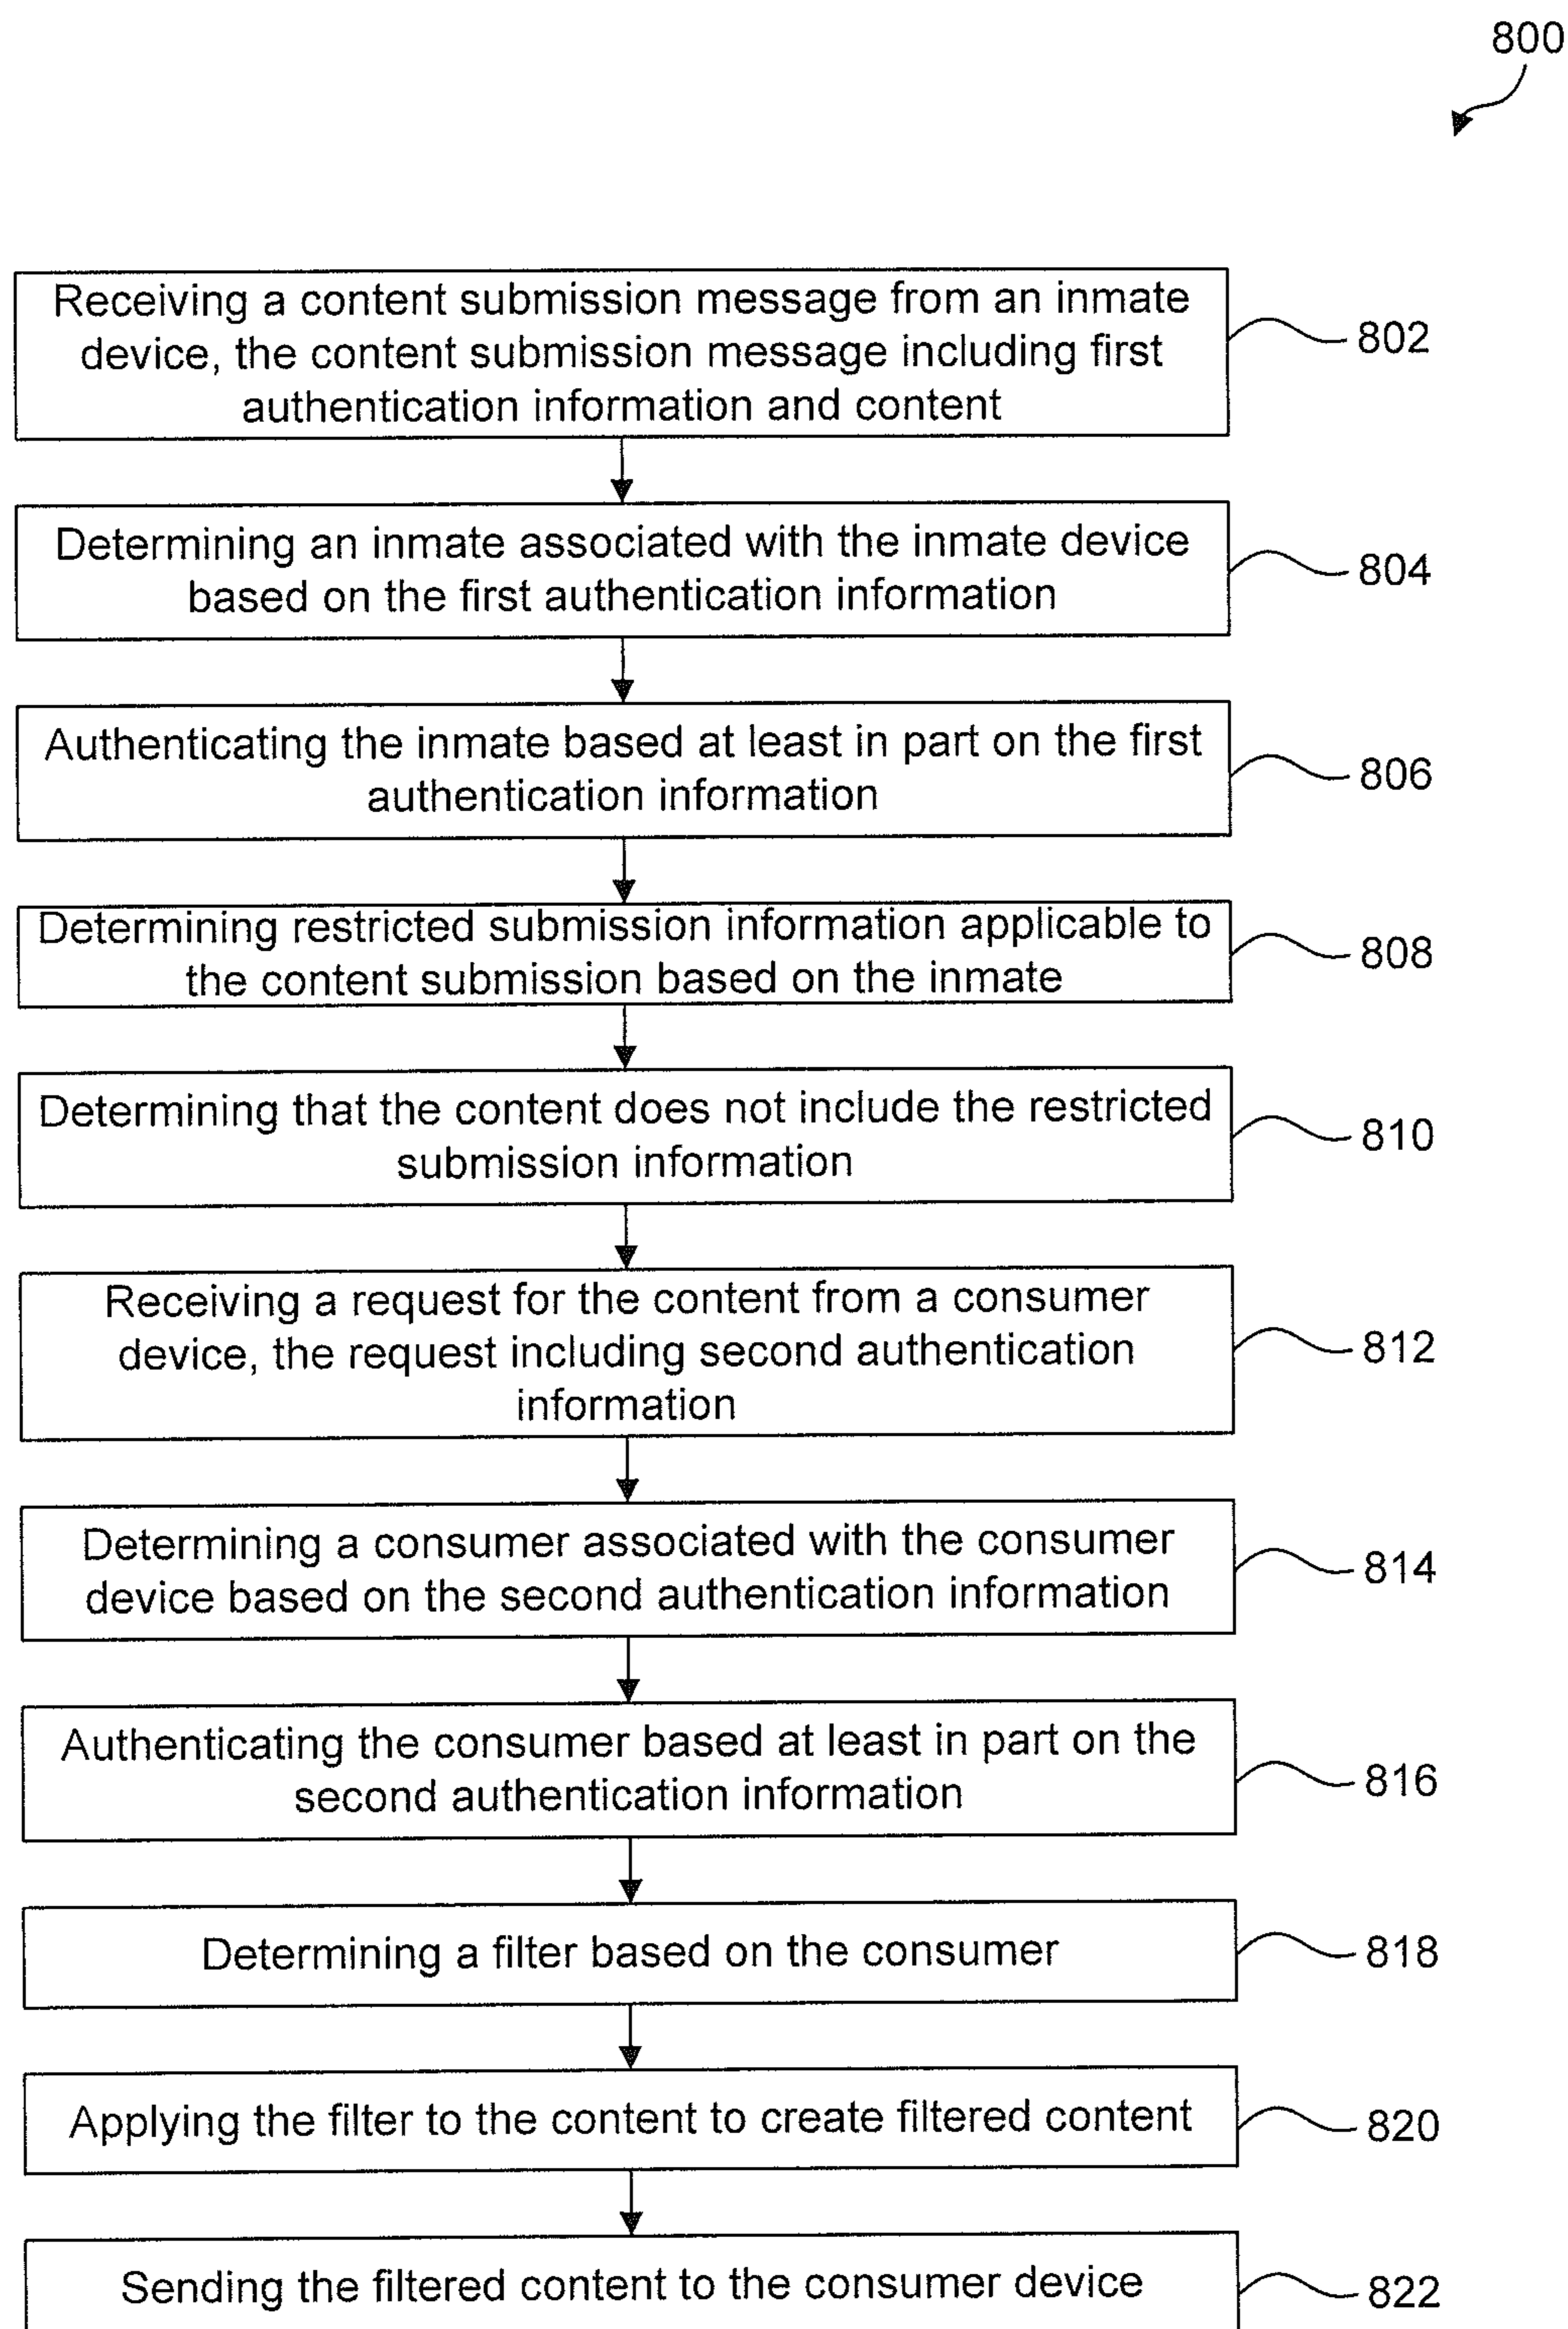 800
Receiving a content submission message from an inmate
device, the content submission message including first
authentication information and content
802
Determining an inmate associated with the inmate device
based on the first authentication information
804
Authenticating the inmate based at least in part on the first
authentication information
806
Determining restricted submission information applicable to
the content submission based on the inmate
808
Determining that the content does not include the restricted
submission information
810
Receiving a request for the content from a consumer
device, the request including second authentication
information
812
Determining a consumer associated with the consumer
device based on the second authentication information
814
Authenticating the consumer based at least in part on the
second authentication information
816
Determining a filter based on the consumer
818
Applying the filter to the content to create filtered content
820
Sending the filtered content to the consumer device
822